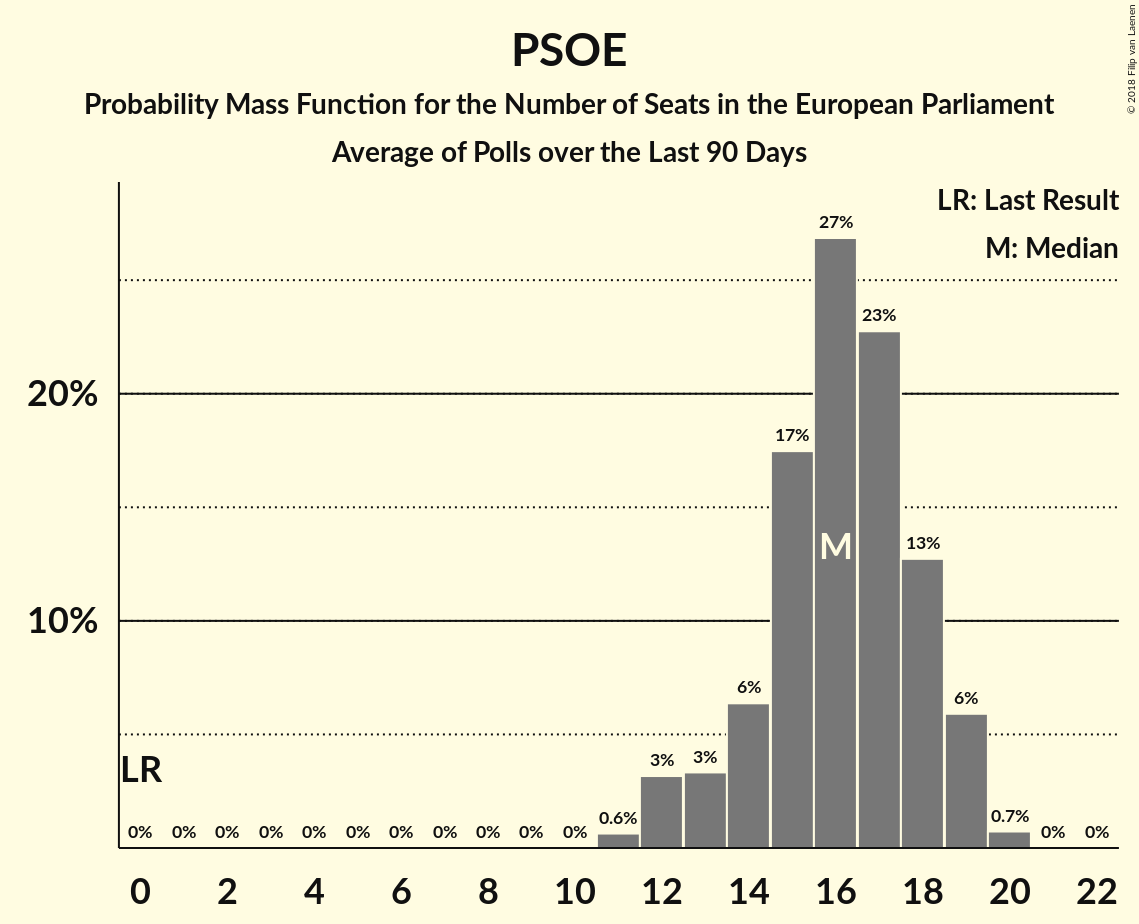 PSOE
Probability Mass Function for the Number of Seats in the European Parliament
Average of Polls over the Last 90 Days
© 2018 Filip van Laenen
LR: Last Result
M: Median
27%
23%
20%
17%
M
13%
10%
6%
6%
LR
3%
3%
0% 0% 0% 0% 0% 0% 0% 0% 0% 0% 0% 0.6% 0.7% 0% 0%
0 2 4 6 8 10 12 14 16 18 20 22